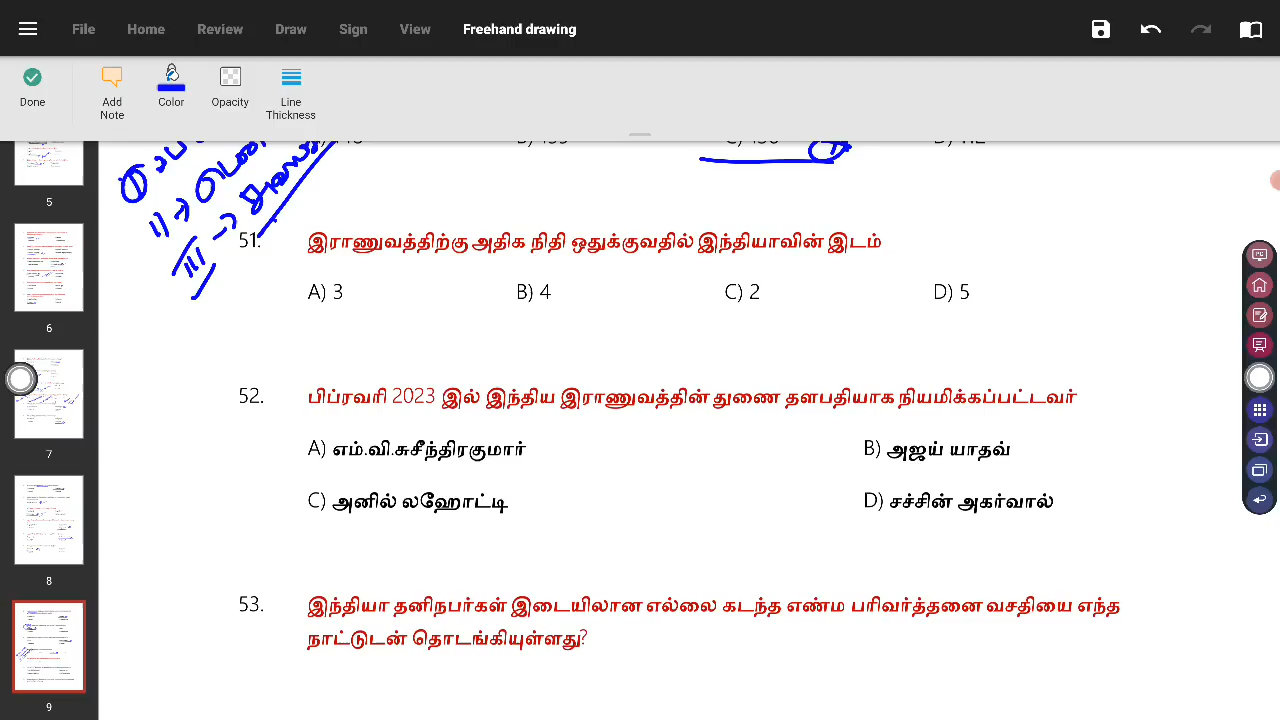 File Home Review Draw Sign View Freehand drawing
Done
Add Note
Color
Opacity
Line Thickness
51. இராணுவத்திற்கு அதிக நிதி ஒதுக்குவதில் இந்தியாவின் இடம்
A) 3 B) 4 C) 2 D) 5
52. பிப்ரவரி 2023 இல் இந்திய இராணுவத்தின் துணை தளபதியாக நியமிக்கப்பட்டவர்
A) எம்.வி.சுசீந்திரகுமார் B) அஜய் யாதவ்
C) அனில் லஹோட்டி D) சச்சின் அகர்வால்
53. இந்தியா தனிநபர்கள் இடையிலான எல்லை கடந்த எண்ம பரிவர்த்தனை வசதியை எந்த
நாட்டுடன் தொடங்கியுள்ளது?
5
6
7
8
9